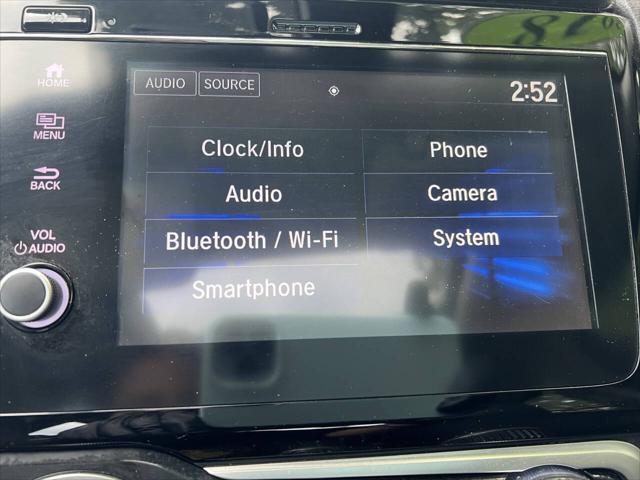 AUDIO SOURCE 2:52
HOME
MENU
BACK
VOL
AUDIO
Clock/Info Phone
Audio Camera
Bluetooth / Wi-Fi System
Smartphone